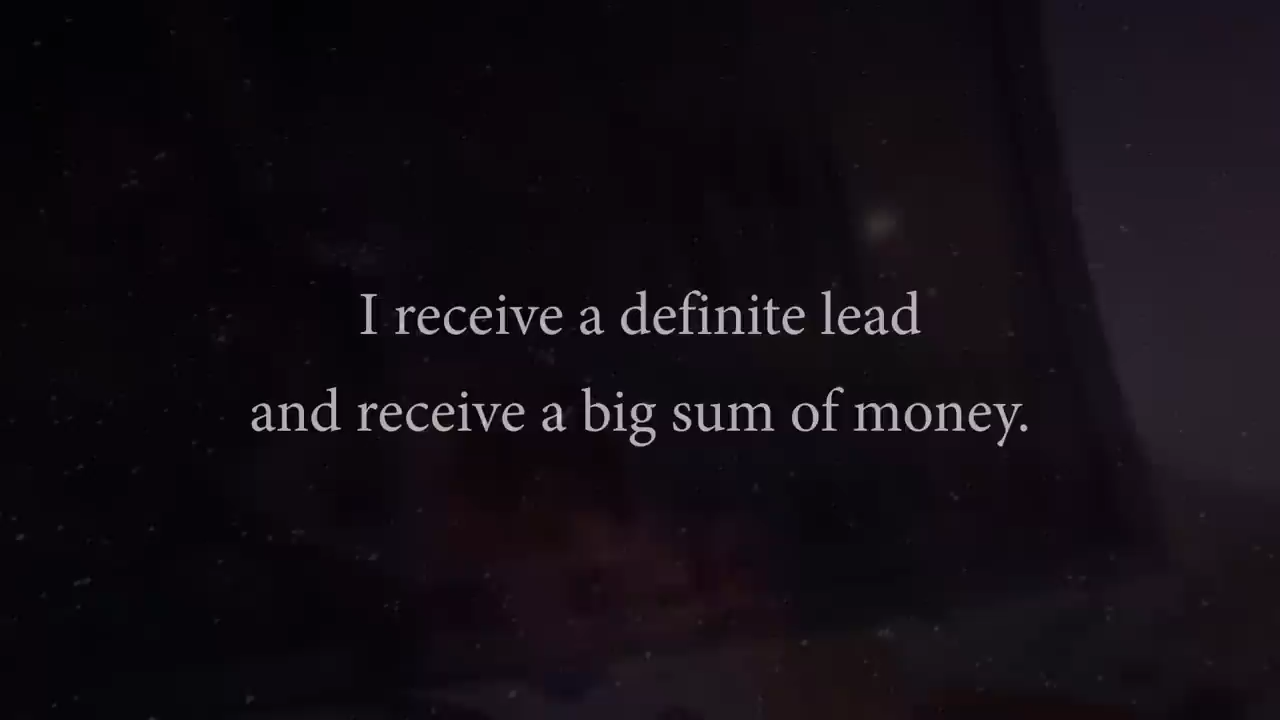 I receive a definite lead
and receive a big sum of money.